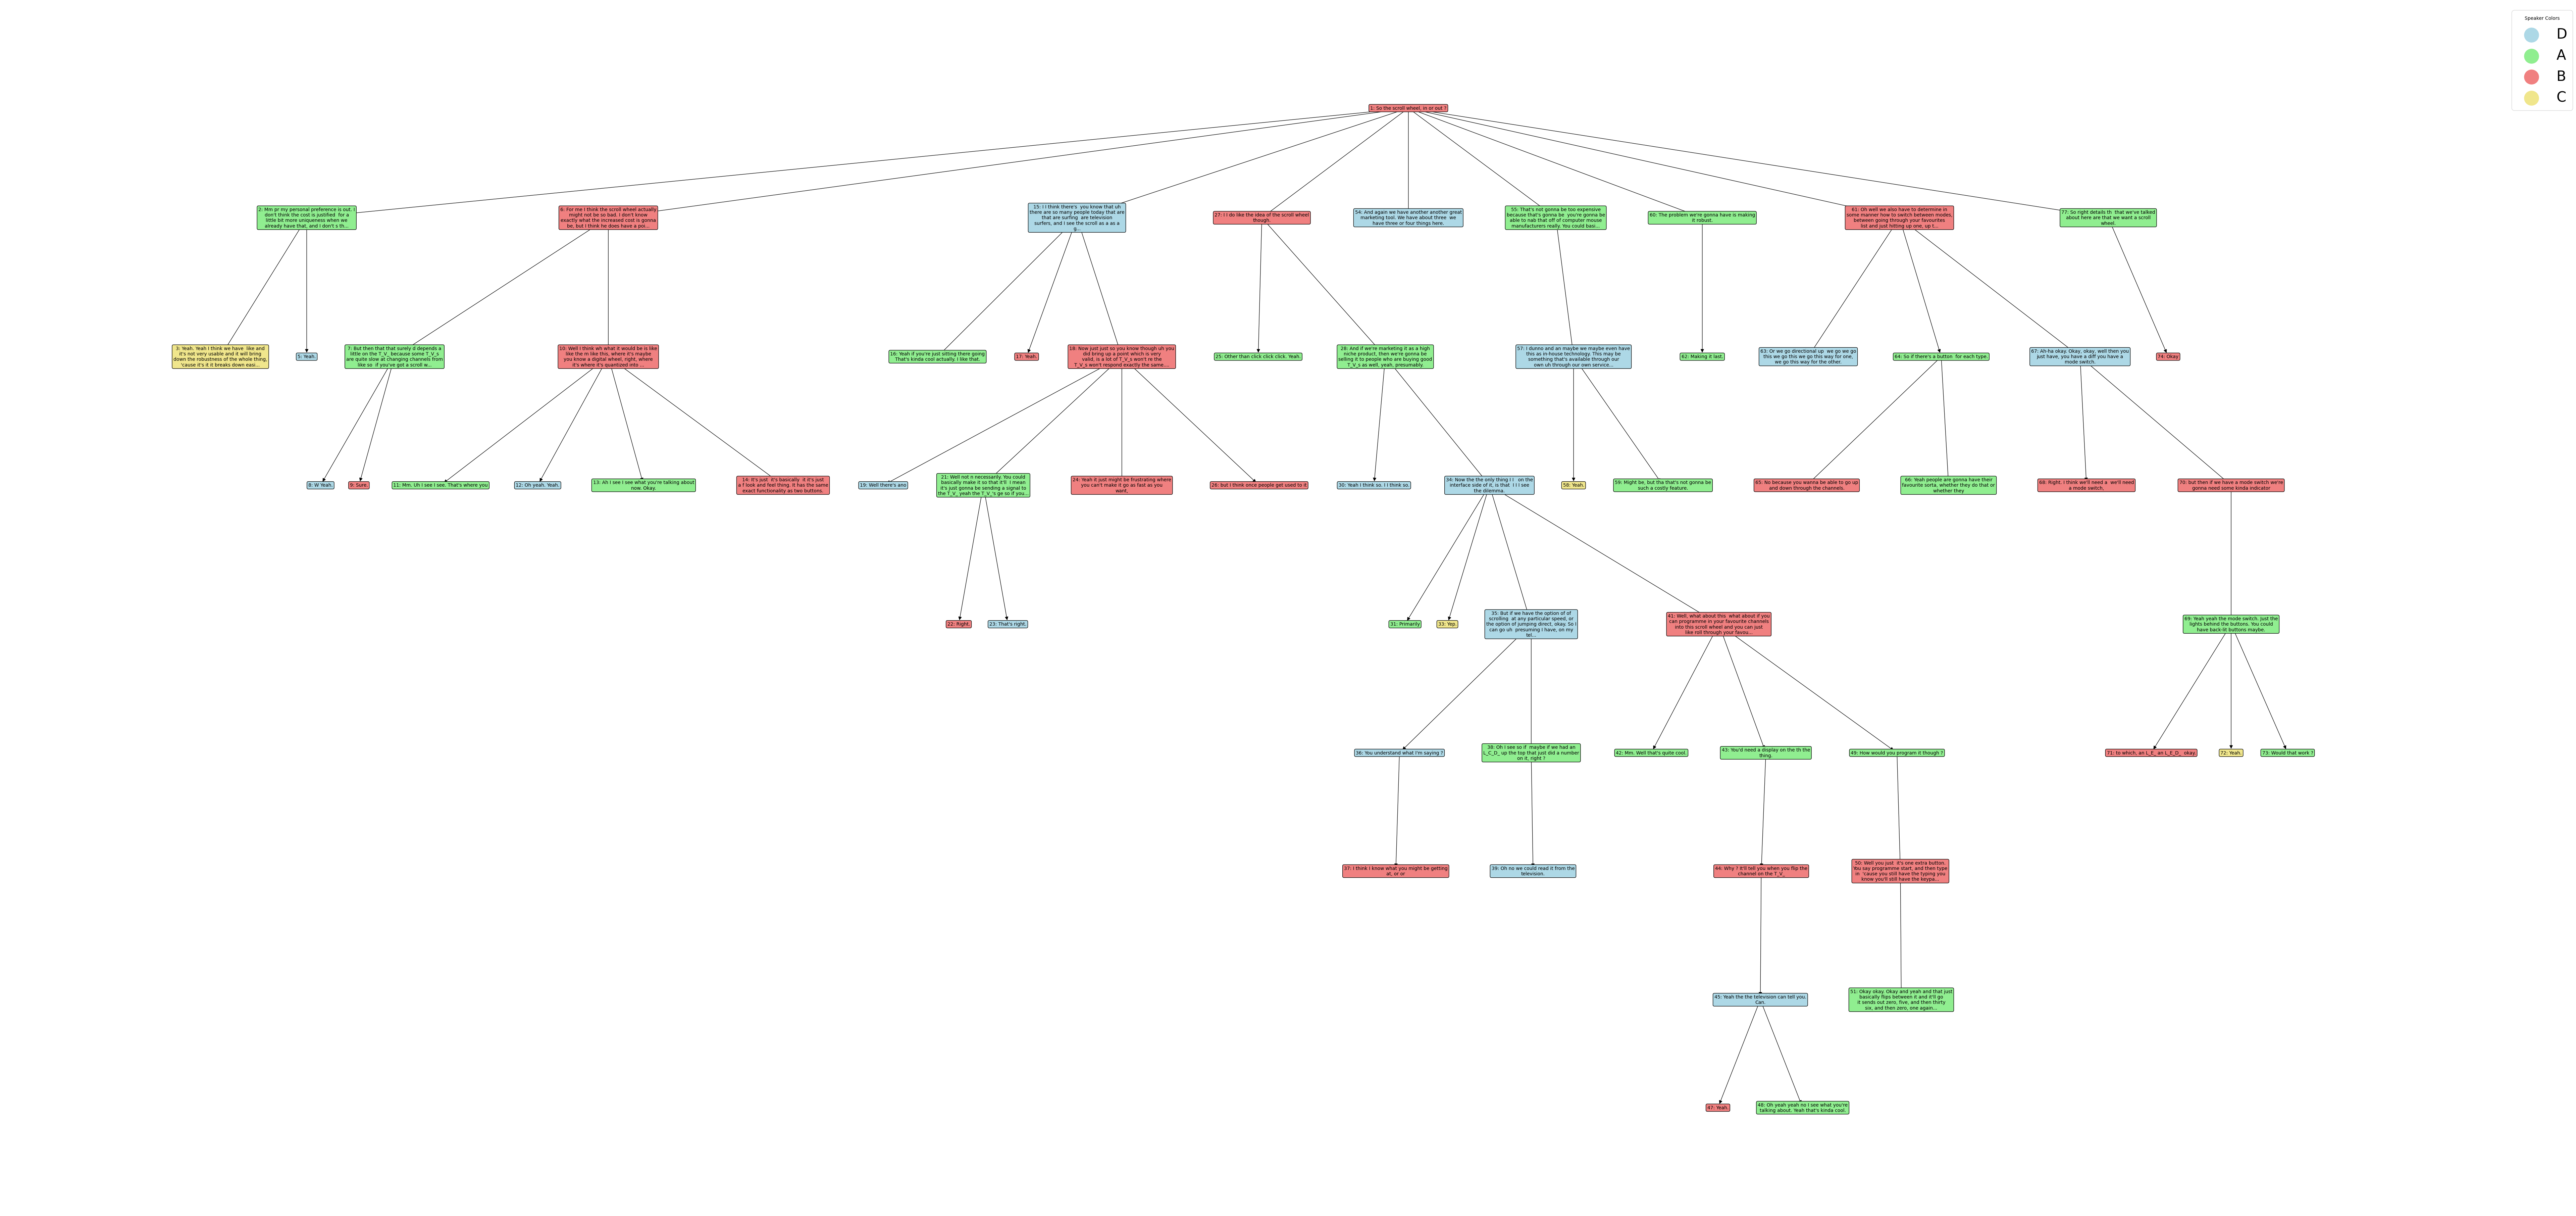 Speaker Colors
D
A
B
C
1: So the scroll wheel, in or out ?
2: Mm pr my personal preference is out. I
don't think the cost is justified  for a
little bit more uniqueness when we
already have that, and I don't s th...
6: For me I think the scroll wheel actually
might not be so bad. I don't know
exactly what the increased cost is gonna
be, but I think he does have a poi...
15: I i I think there's  you know that uh
there are so many people today that are
that are surfing  are television
surfers, and I see the scroll as a as a
g...
27: I i do like the idea of the scroll wheel
though.
54: And again we have another another great
marketing tool. We have about three  we
have three or four things here.
55: That's not gonna be too expensive
because that's gonna be  you're gonna be
able to nab that off of computer mouse
manufacturers really. You could basi...
60: The problem we're gonna have is making
it robust.
61: Oh well we also have to determine in
some manner how to switch between modes,
between going through your favourites
list and just hitting up one, up t...
77: So right details th  that we've talked
about here are that we want a scroll
wheel.
3: Yeah. Yeah I think we have  like and
it's not very usable and it will bring
down the robustness of the whole thing,
'cause it's it it breaks down easi...
5: Yeah.
7: But then that that surely d depends a
little on the T_V_ because some T_V_s
are quite slow at changing channels from
like so  if you've got a scroll w...
10: Well I think wh what it would be is like
like the m like this, where it's maybe
you know a digital wheel, right, where
it's where it's quantized into ...
16: Yeah if you're just sitting there going
That's kinda cool actually. I like that.
17: Yeah.
18: Now just just so you know though uh you
did bring up a point which is very
valid, is a lot of T_V_s won't re the
T_V_s won't respond exactly the same....
25: Other than click click click. Yeah.
28: And if we're marketing it as a high
niche product, then we're gonna be
selling it to people who are buying good
T_V_s as well. yeah, presumably.
57: I dunno and an maybe we maybe even have
this as in-house technology. This may be
something that's available through our
own uh through our own service...
62: Making it last.
63: Or we go directional up  we go we go
this we go this we go this way for one,
we go this way for the other.
64: So if there's a button  for each type.
67: Ah-ha okay. Okay, okay, well then you
just have, you have a diff you have a
mode switch.
74: Okay
8: W Yeah.
9: Sure.
11: Mm. Uh I see I see. That's where you
12: Oh yeah. Yeah.
13: Ah I see I see what you're talking about
now. Okay.
14: It's just  it's basically  it it's just
a f look and feel thing. It has the same
exact functionality as two buttons.
19: Well there's ano
21: Well not n necessarily. You could
basically make it so that it'll  I mean
it's just gonna be sending a signal to
the T_V_ yeah the T_V_'s ge so if you...
24: Yeah it just might be frustrating where
you can't make it go as fast as you
want,
26: but I think once people get used to it
30: Yeah I think so. I I think so.
34: Now the the only thing i i   on the
interface side of it, is that  I I I see
the dilemma.
58: Yeah.
59: Might be, but tha that's not gonna be
such a costly feature.
65: No because you wanna be able to go up
and down through the channels.
66: Yeah people are gonna have their
favourite sorta, whether they do that or
whether they
68: Right. I think we'll need a  we'll need
a mode switch,
70: but then if we have a mode switch we're
gonna need some kinda indicator
22: Right.
23: That's right.
31: Primarily
33: Yep.
35: But if we have the option of of
scrolling  at any particular speed, or
the option of jumping direct, okay. So I
can go uh  presuming I have, on my
tel...
41: Well, what about this  what about if you
can programme in your favourite channels
into this scroll wheel and you can just
like roll through your favou...
69: Yeah yeah the mode switch. Just the
lights behind the buttons. You could
have back-lit buttons maybe.
36: You understand what I'm saying ?
38: Oh I see so if  maybe if we had an
L_C_D_ up the top that just did a number
on it, right ?
42: Mm. Well that's quite cool.
43: You'd need a display on the th the
thing.
49: How would you program it though ?
71: to which, an L_E_ an L_E_D_  okay.
72: Yeah.
73: Would that work ?
37: I think I know what you might be getting
at, or or
39: Oh no we could read it from the
television.
44: Why ? It'll tell you when you flip the
channel on the T_V_
50: Well you just  it's one extra button.
You say programme start, and then type
in  'cause you still have the typing you
know you'll still have the keypa...
45: Yeah the the television can tell you.
Can.
51: Okay okay. Okay and yeah and that just
basically flips between it and it'll go
it sends out zero, five, and then thirty
six, and then zero, one again...
47: Yeah.
48: Oh yeah yeah no I see what you're
talking about. Yeah that's kinda cool.